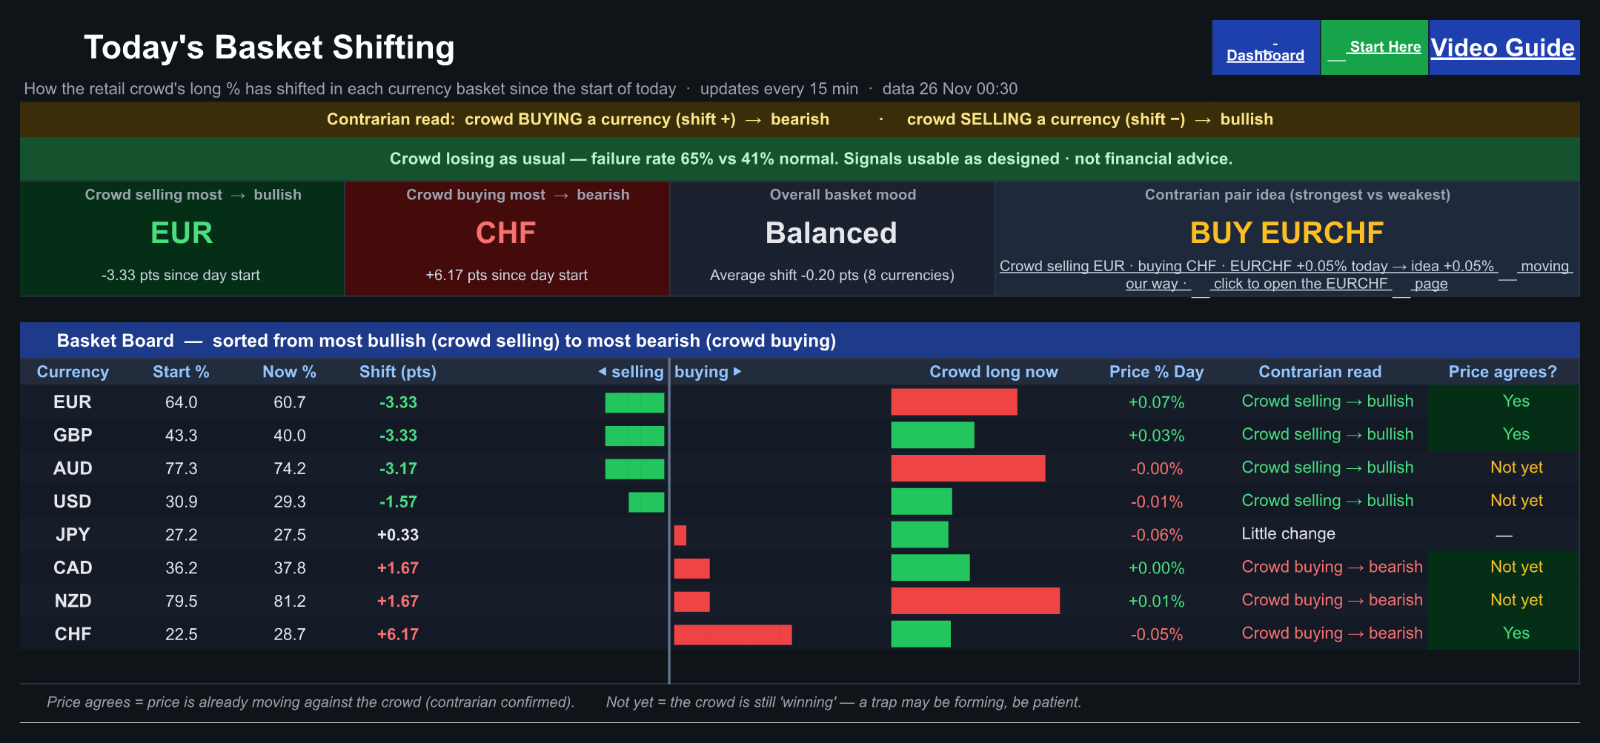 Today's Basket Shifting
Dashboard
Start Here
Video Guide
How the retail crowd's long % has shifted in each currency basket since the start of today · updates every 15 min · data 26 Nov 00:30
Contrarian read: crowd BUYING a currency (shift +) → bearish · crowd SELLING a currency (shift −) → bullish
Crowd losing as usual — failure rate 65% vs 41% normal. Signals usable as designed · not financial advice.
Crowd selling most → bullish
EUR
-3.33 pts since day start
Crowd buying most → bearish
CHF
+6.17 pts since day start
Overall basket mood
Balanced
Average shift -0.20 pts (8 currencies)
Contrarian pair idea (strongest vs weakest)
BUY EURCHF
Crowd selling EUR · buying CHF · EURCHF +0.05% today → idea +0.05% __ moving
our way · __ click to open the EURCHF __ page
Basket Board — sorted from most bullish (crowd selling) to most bearish (crowd buying)
Currency Start % Now % Shift (pts) ◄ selling buying ► Crowd long now Price % Day Contrarian read Price agrees?
EUR 64.0 60.7 -3.33 +0.07% Crowd selling → bullish Yes
GBP 43.3 40.0 -3.33 +0.03% Crowd selling → bullish Yes
AUD 77.3 74.2 -3.17 -0.00% Crowd selling → bullish Not yet
USD 30.9 29.3 -1.57 -0.01% Crowd selling → bullish Not yet
JPY 27.2 27.5 +0.33 -0.06% Little change —
CAD 36.2 37.8 +1.67 +0.00% Crowd buying → bearish Not yet
NZD 79.5 81.2 +1.67 +0.01% Crowd buying → bearish Not yet
CHF 22.5 28.7 +6.17 -0.05% Crowd buying → bearish Yes
Price agrees = price is already moving against the crowd (contrarian confirmed). Not yet = the crowd is still 'winning' — a trap may be forming, be patient.